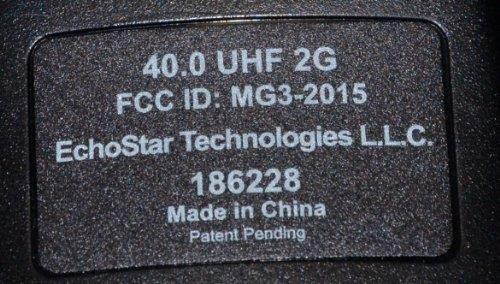 40.0 UHF 2G
FCC ID: MG3-2015
EchoStar Technologies L.L.C.
186228
Made in China
Patent Pending